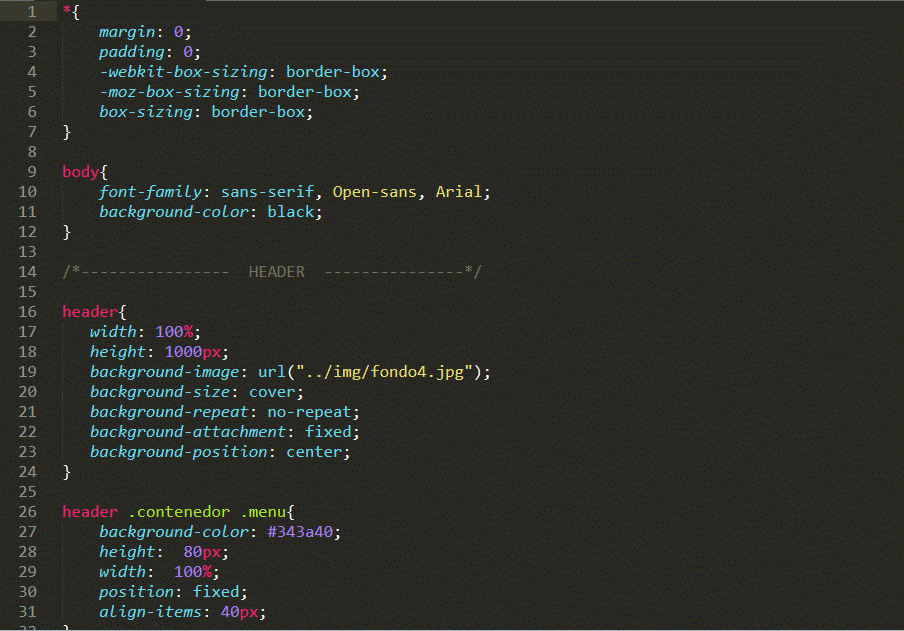 1 *{
2 margin: 0;
3 padding: 0;
4 -webkit-box-sizing: border-box;
5 -moz-box-sizing: border-box;
6 box-sizing: border-box;
7 }
8
9 body{
10 font-family: sans-serif, Open-sans, Arial;
11 background-color: black;
12 }
13
14 /*---------------- HEADER ---------------*/
15
16 header{
17 width: 100%;
18 height: 1000px;
19 background-image: url("../img/fondo4.jpg");
20 background-size: cover;
21 background-repeat: no-repeat;
22 background-attachment: fixed;
23 background-position: center;
24 }
25
26 header .contenedor .menu{
27 background-color: #343a40;
28 height:  80px;
29 width:  100%;
30 position: fixed;
31 align-items: 40px;
32 }